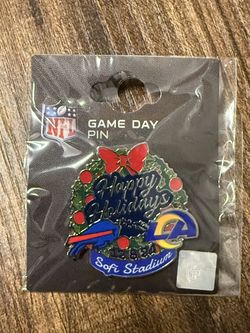 NFL
GAME DAY
PIN
Happy
Holidays
Sofi Stadium